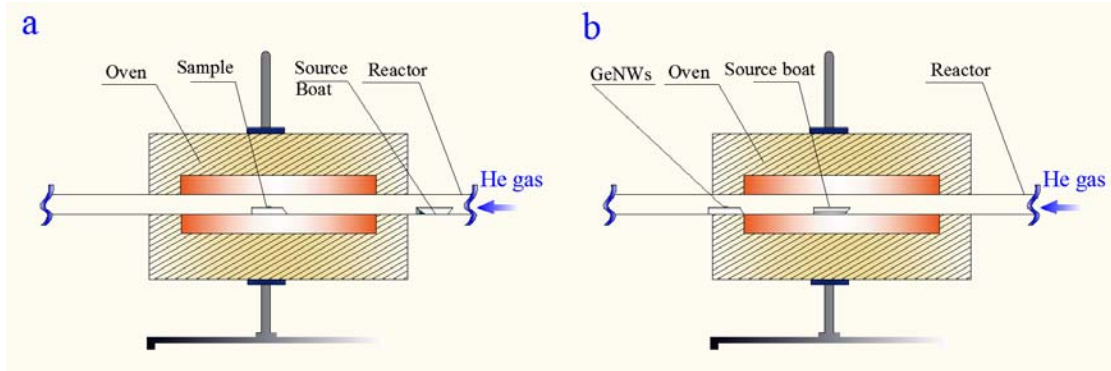 a
Oven
Sample
Source
Boat
Reactor
He gas
b
GeNWs
Oven
Source boat
Reactor
He gas